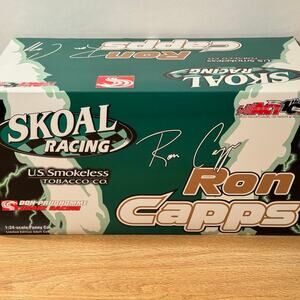 SKOAL
RACING
Ron
Capps
SKOAL
RACING
U.S. Smokeless
TOBACCO CO.
Ron Capps
Ron
Capps
DON PRUDHOMME
1:24-scale Funny Car